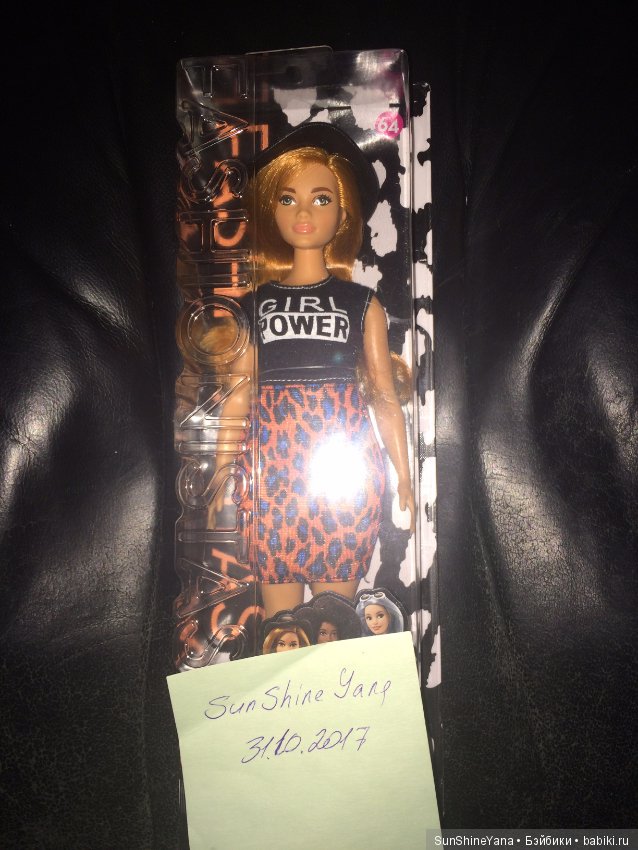 FASHIONISTAS
64
GIRL
POWER
SunShine Yana
31.10.2017
SunShineYana • Бэйбики • babiki.ru